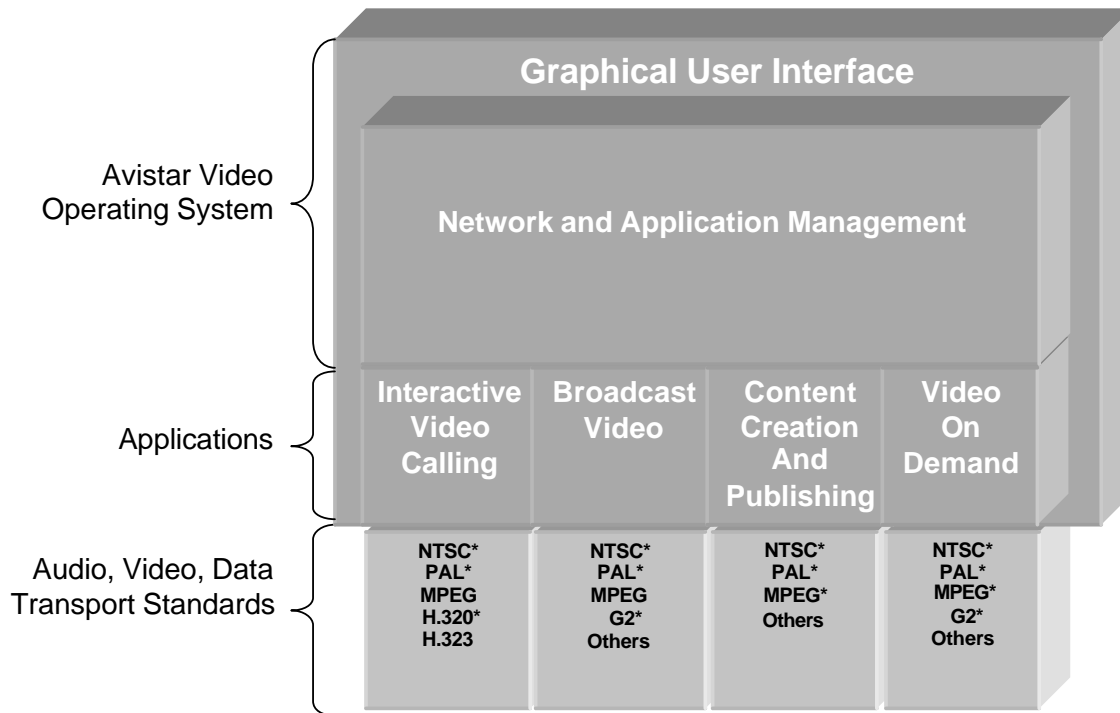 Graphical User Interface
Avistar Video
Operating System
Network and Application Management
Applications
Interactive
Video
Calling
Broadcast
Video
Content
Creation
And
Publishing
Video
On
Demand
Audio, Video, Data
Transport Standards
NTSC*
PAL*
MPEG
H.320*
H.323
NTSC*
PAL*
MPEG
G2*
Others
NTSC*
PAL*
MPEG*
Others
NTSC*
PAL*
MPEG*
G2*
Others